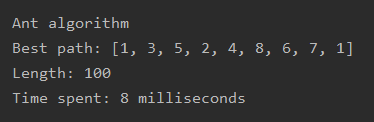 Ant algorithm
Best path: [1, 3, 5, 2, 4, 8, 6, 7, 1]
Length: 100
Time spent: 8 milliseconds